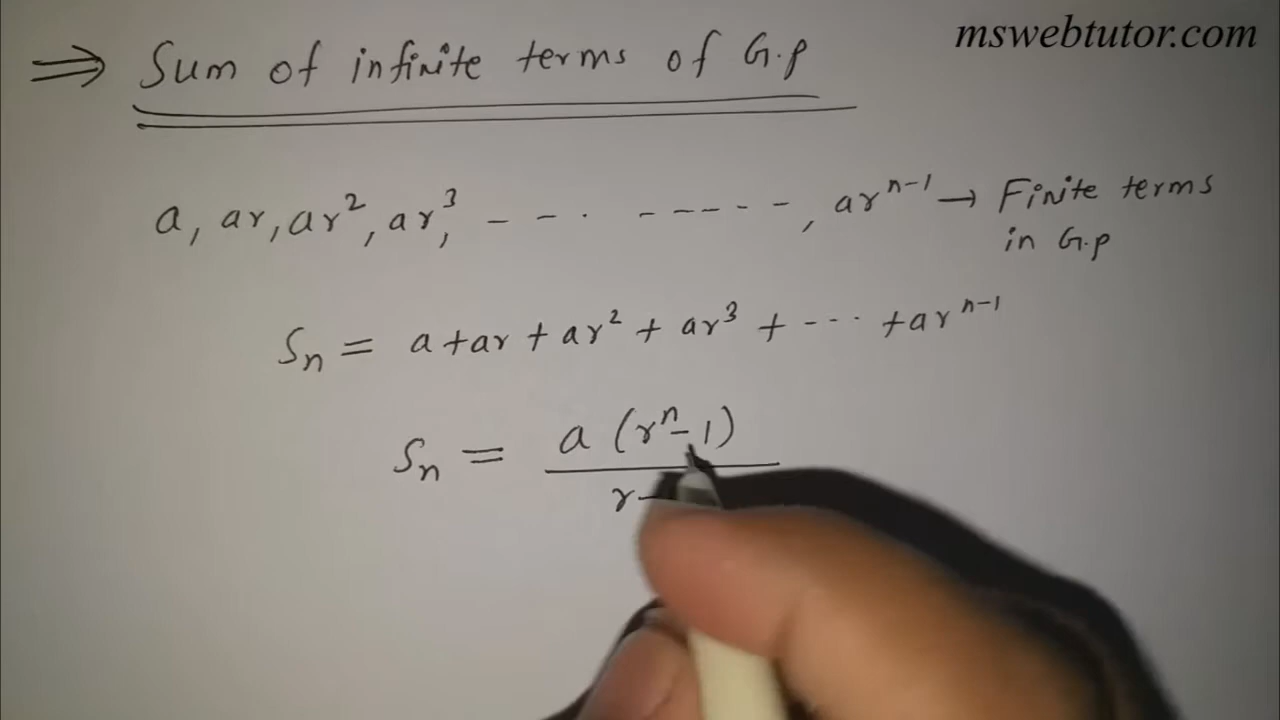 mswebtutor.com
⇒ Sum of infinite terms of G.p
a, ar, ar², ar³, - - · - - - - - -, arⁿ⁻¹ → Finite terms
in G.p
Sₙ = a + ar + ar² + ar³ + - - · · · + arⁿ⁻¹
Sₙ = a (rⁿ-1)
r-